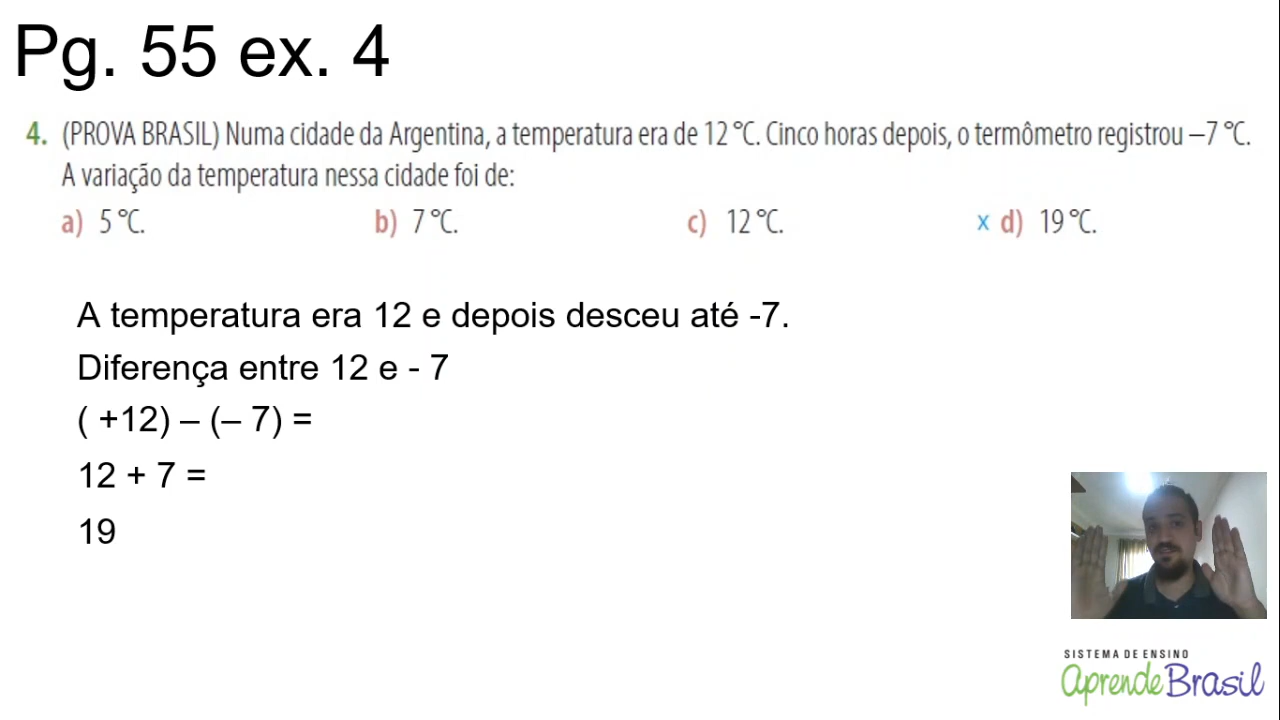 Pg. 55 ex. 4
4. (PROVA BRASIL) Numa cidade da Argentina, a temperatura era de 12 °C. Cinco horas depois, o termômetro registrou –7 °C.
A variação da temperatura nessa cidade foi de:
a) 5 °C. b) 7 °C. c) 12 °C. x d) 19 °C.
A temperatura era 12 e depois desceu até -7.
Diferença entre 12 e - 7
( +12) – (– 7) =
12 + 7 =
19
SISTEMA DE ENSINO
aprende Brasil